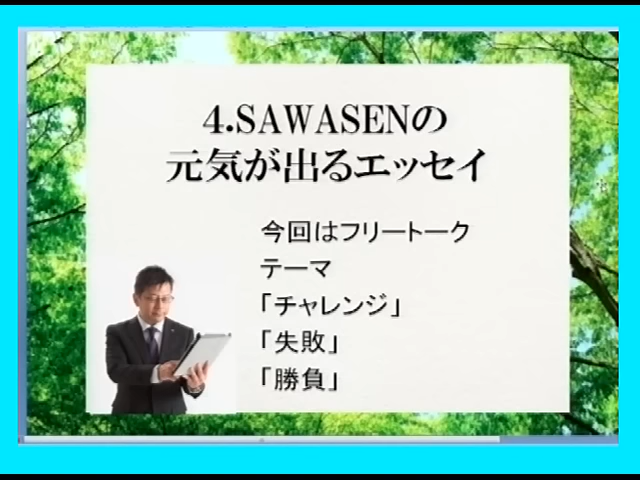 4.SAWASENの
元気が出るエッセイ
今回はフリートーク
テーマ
「チャレンジ」
「失敗」
「勝負」